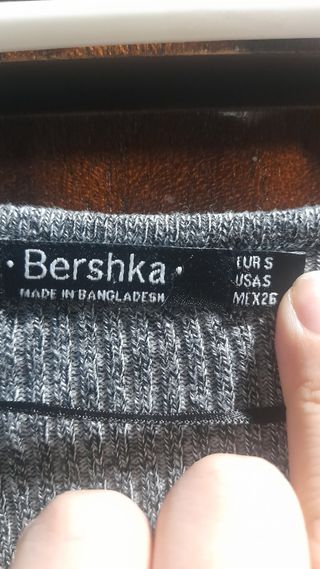 Bershka
MADE IN BANGLADESH
EUR S
USA S
MEX 26